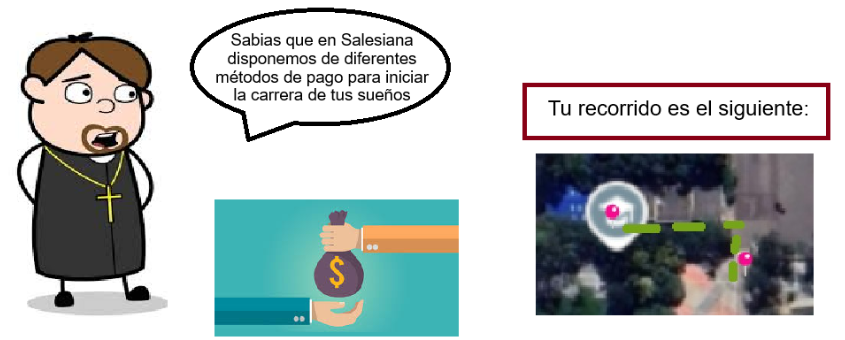 Sabias que en Salesiana
disponemos de diferentes
métodos de pago para iniciar
la carrera de tus sueños
Tu recorrido es el siguiente:
$